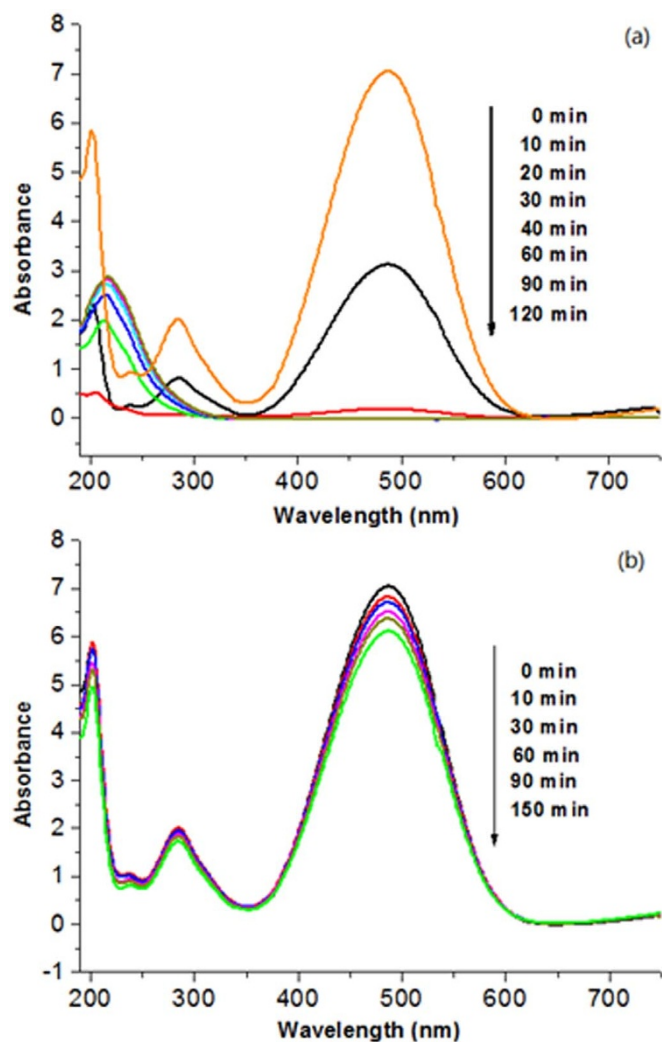 (a)
8
7
6
5
4
3
2
1
0
Absorbance
0 min
10 min
20 min
30 min
40 min
60 min
90 min
120 min
200 300 400 500 600 700
Wavelength (nm)
(b)
8
7
6
5
4
3
2
1
0
-1
Absorbance
0 min
10 min
30 min
60 min
90 min
150 min
200 300 400 500 600 700
Wavelength (nm)